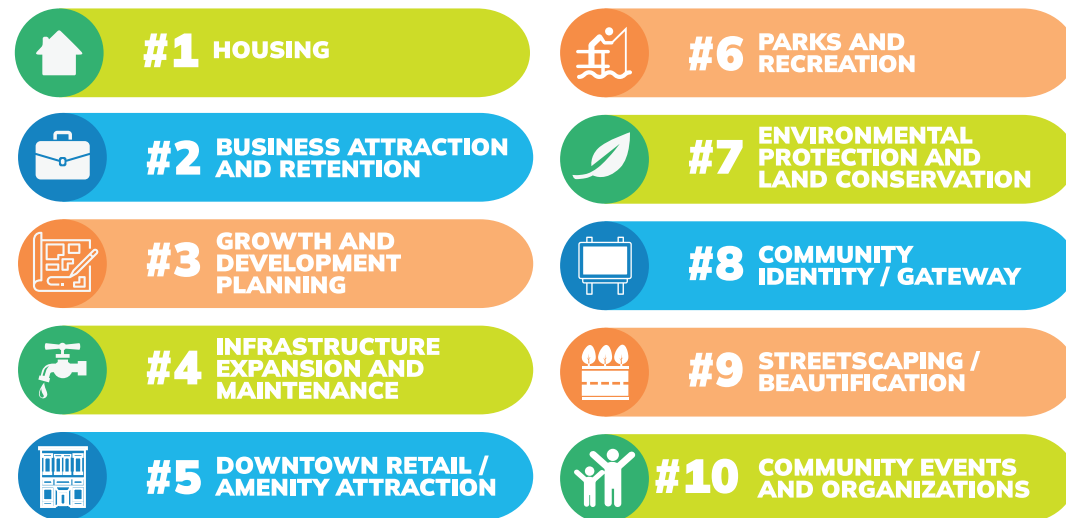 #1 HOUSING
#2 BUSINESS ATTRACTION
AND RETENTION
#3 GROWTH AND
DEVELOPMENT
PLANNING
#4 INFRASTRUCTURE
EXPANSION AND
MAINTENANCE
#5 DOWNTOWN RETAIL /
AMENITY ATTRACTION
#6 PARKS AND
RECREATION
#7 ENVIRONMENTAL
PROTECTION AND
LAND CONSERVATION
#8 COMMUNITY
IDENTITY / GATEWAY
#9 STREETSCAPING /
BEAUTIFICATION
#10 COMMUNITY EVENTS
AND ORGANIZATIONS